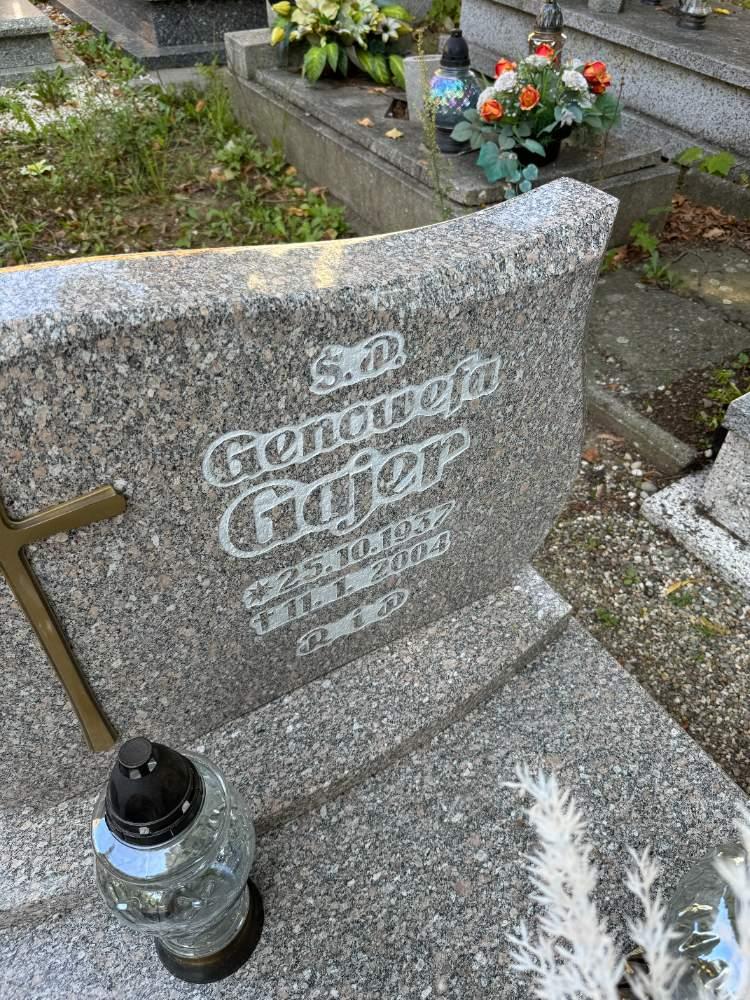 Ś.P.
Genowefa
Gajer
*25.10.1937
†11.1.2004
R I P